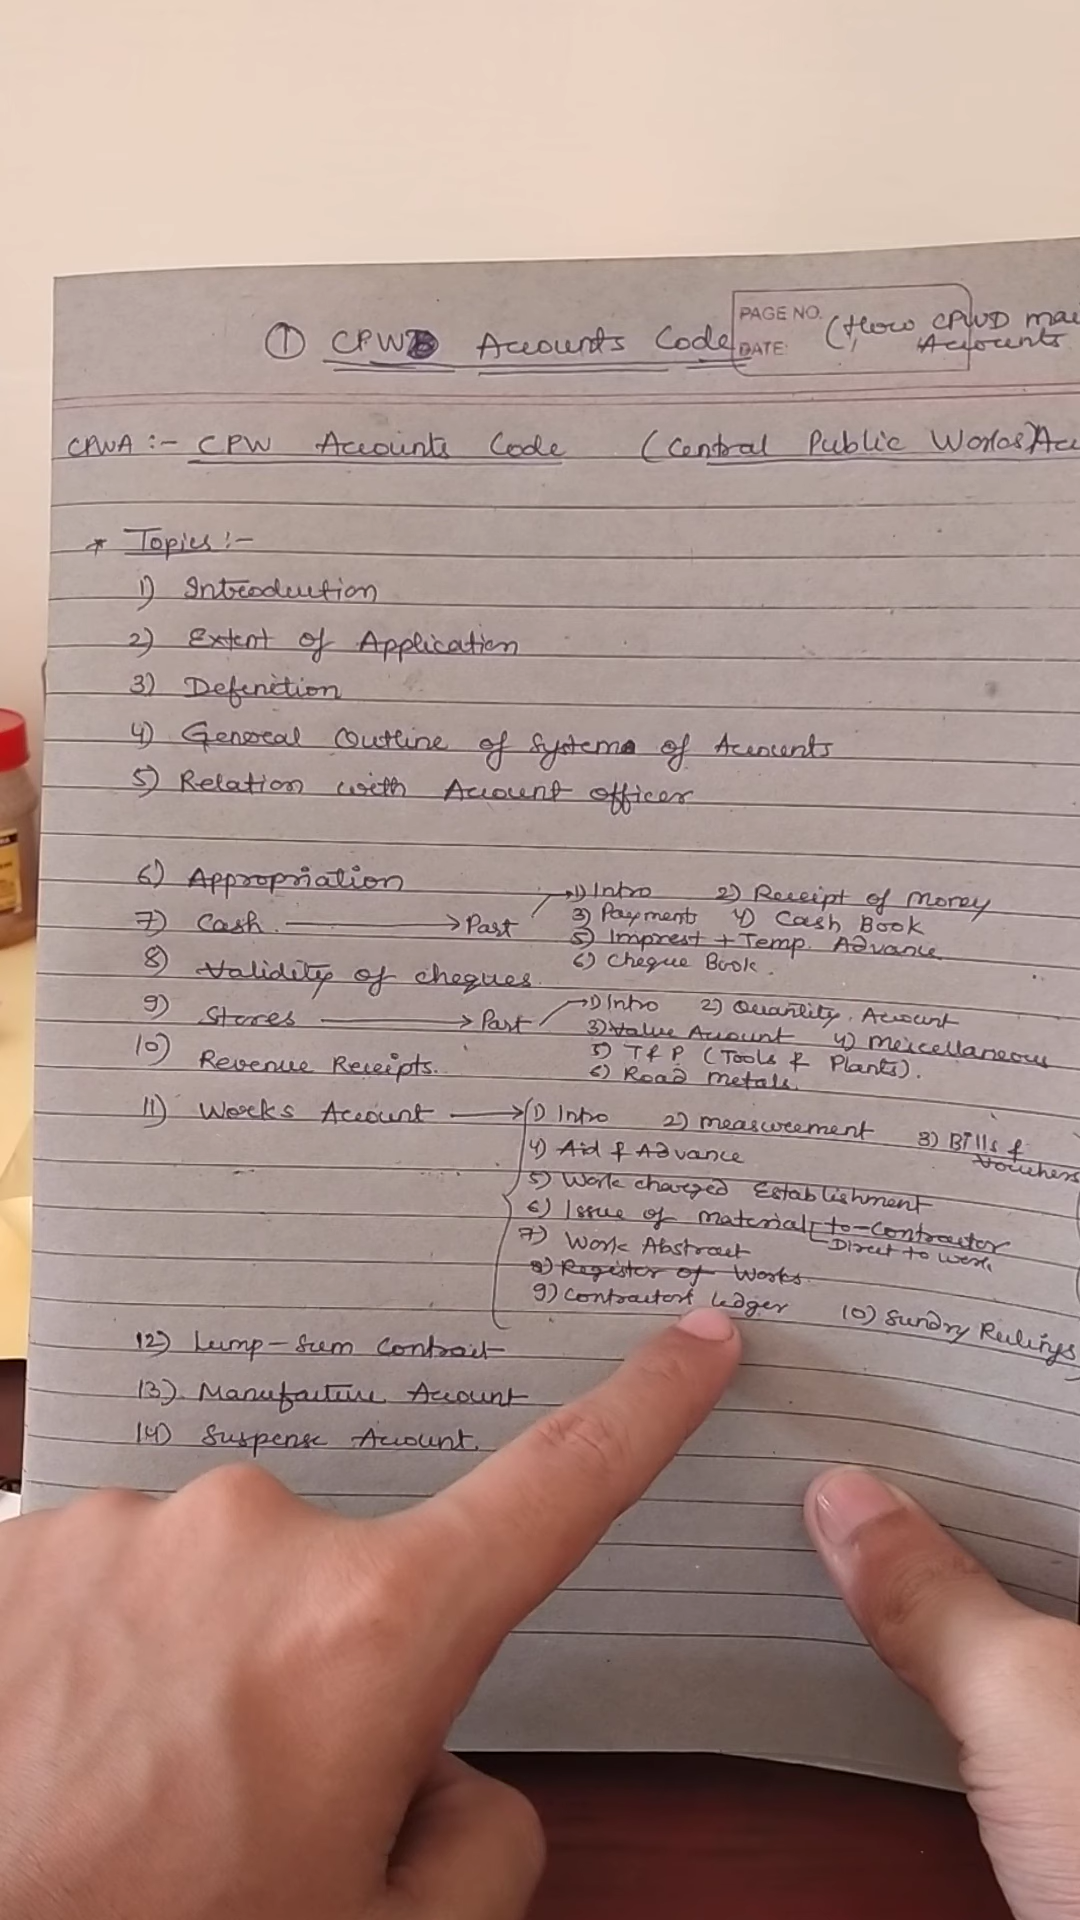 ① CPWD Accounts Code
PAGE NO.
DATE:
(How CPWD mai
Accounts
CPWA :- CPW Accounts Code (Central Public Works) Acc
* Topics :-
1) Introduction
2) Extent of Application
3) Defenition
4) General Outline of Systems of Accounts
5) Relation with Account officer
6) Appropriation
7) Cash → Part
1) Intro 2) Receipt of Money
3) Payments 4) Cash Book
5) Imprest + Temp. Advance
6) Cheque Book.
8) Validity of cheques.
9) Stores → Part
1) Intro 2) Quantity Account
3) Value Account 4) Meiscellaneous
5) T & P (Tools & Plants).
6) Road Metals.
10) Revenue Receipts.
11) Works Account →
1) Intro 2) Measurement 3) Bills & Vouchers
4) Aid & Advance
5) Work charged Establishment
6) Issue of Material to-Contractor
Direct to work.
7) Work Abstract
8) Register of Works.
9) Contractors ledger 10) Sundry Rulings
12) Lump-Sum Contract
13) Manufacture Account
14) Suspense Account.